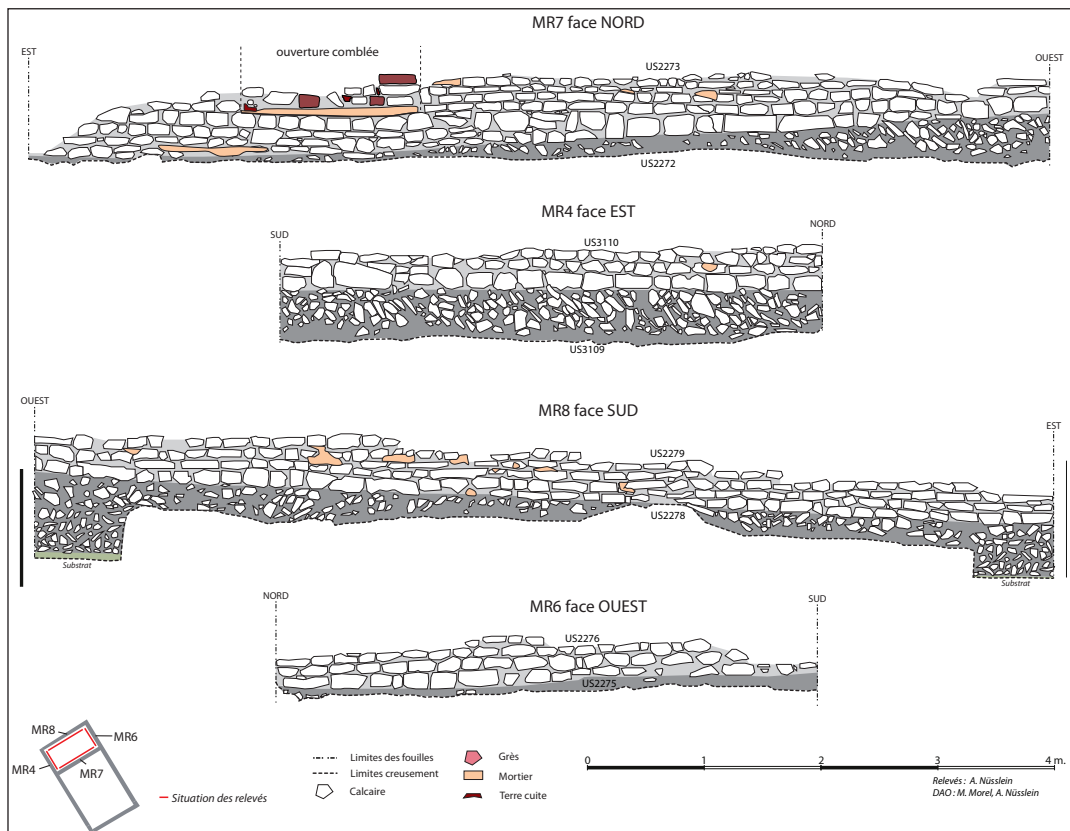 MR7 face NORD
EST
ouverture comblée
US2273
OUEST
US2272
MR4 face EST
SUD
US3110
NORD
US3109
MR8 face SUD
OUEST
EST
US2279
US2278
Substrat
Substrat
MR6 face OUEST
NORD
US2276
SUD
US2275
MR8
MR6
MR4
MR7
Situation des relevés
Limites des fouilles
Limites creusement
Calcaire
Grès
Mortier
Terre cuite
0 1 2 3 4 m.
Relevés : A. Nüsslein
DAO : M. Morel, A. Nüsslein